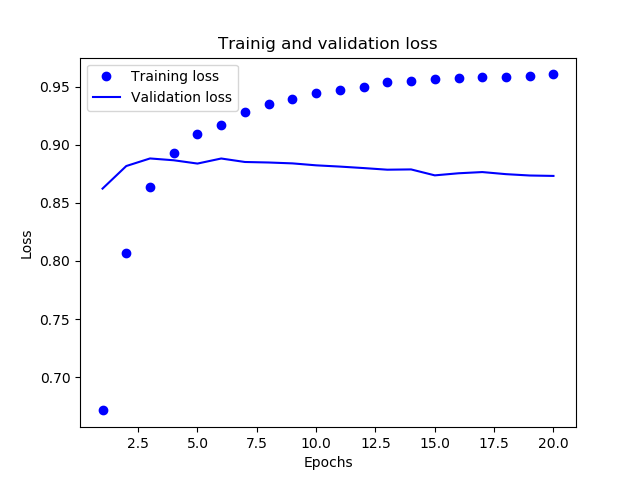 Trainig and validation loss
Training loss
Validation loss
Loss
0.95
0.90
0.85
0.80
0.75
0.70
2.5 5.0 7.5 10.0 12.5 15.0 17.5 20.0
Epochs